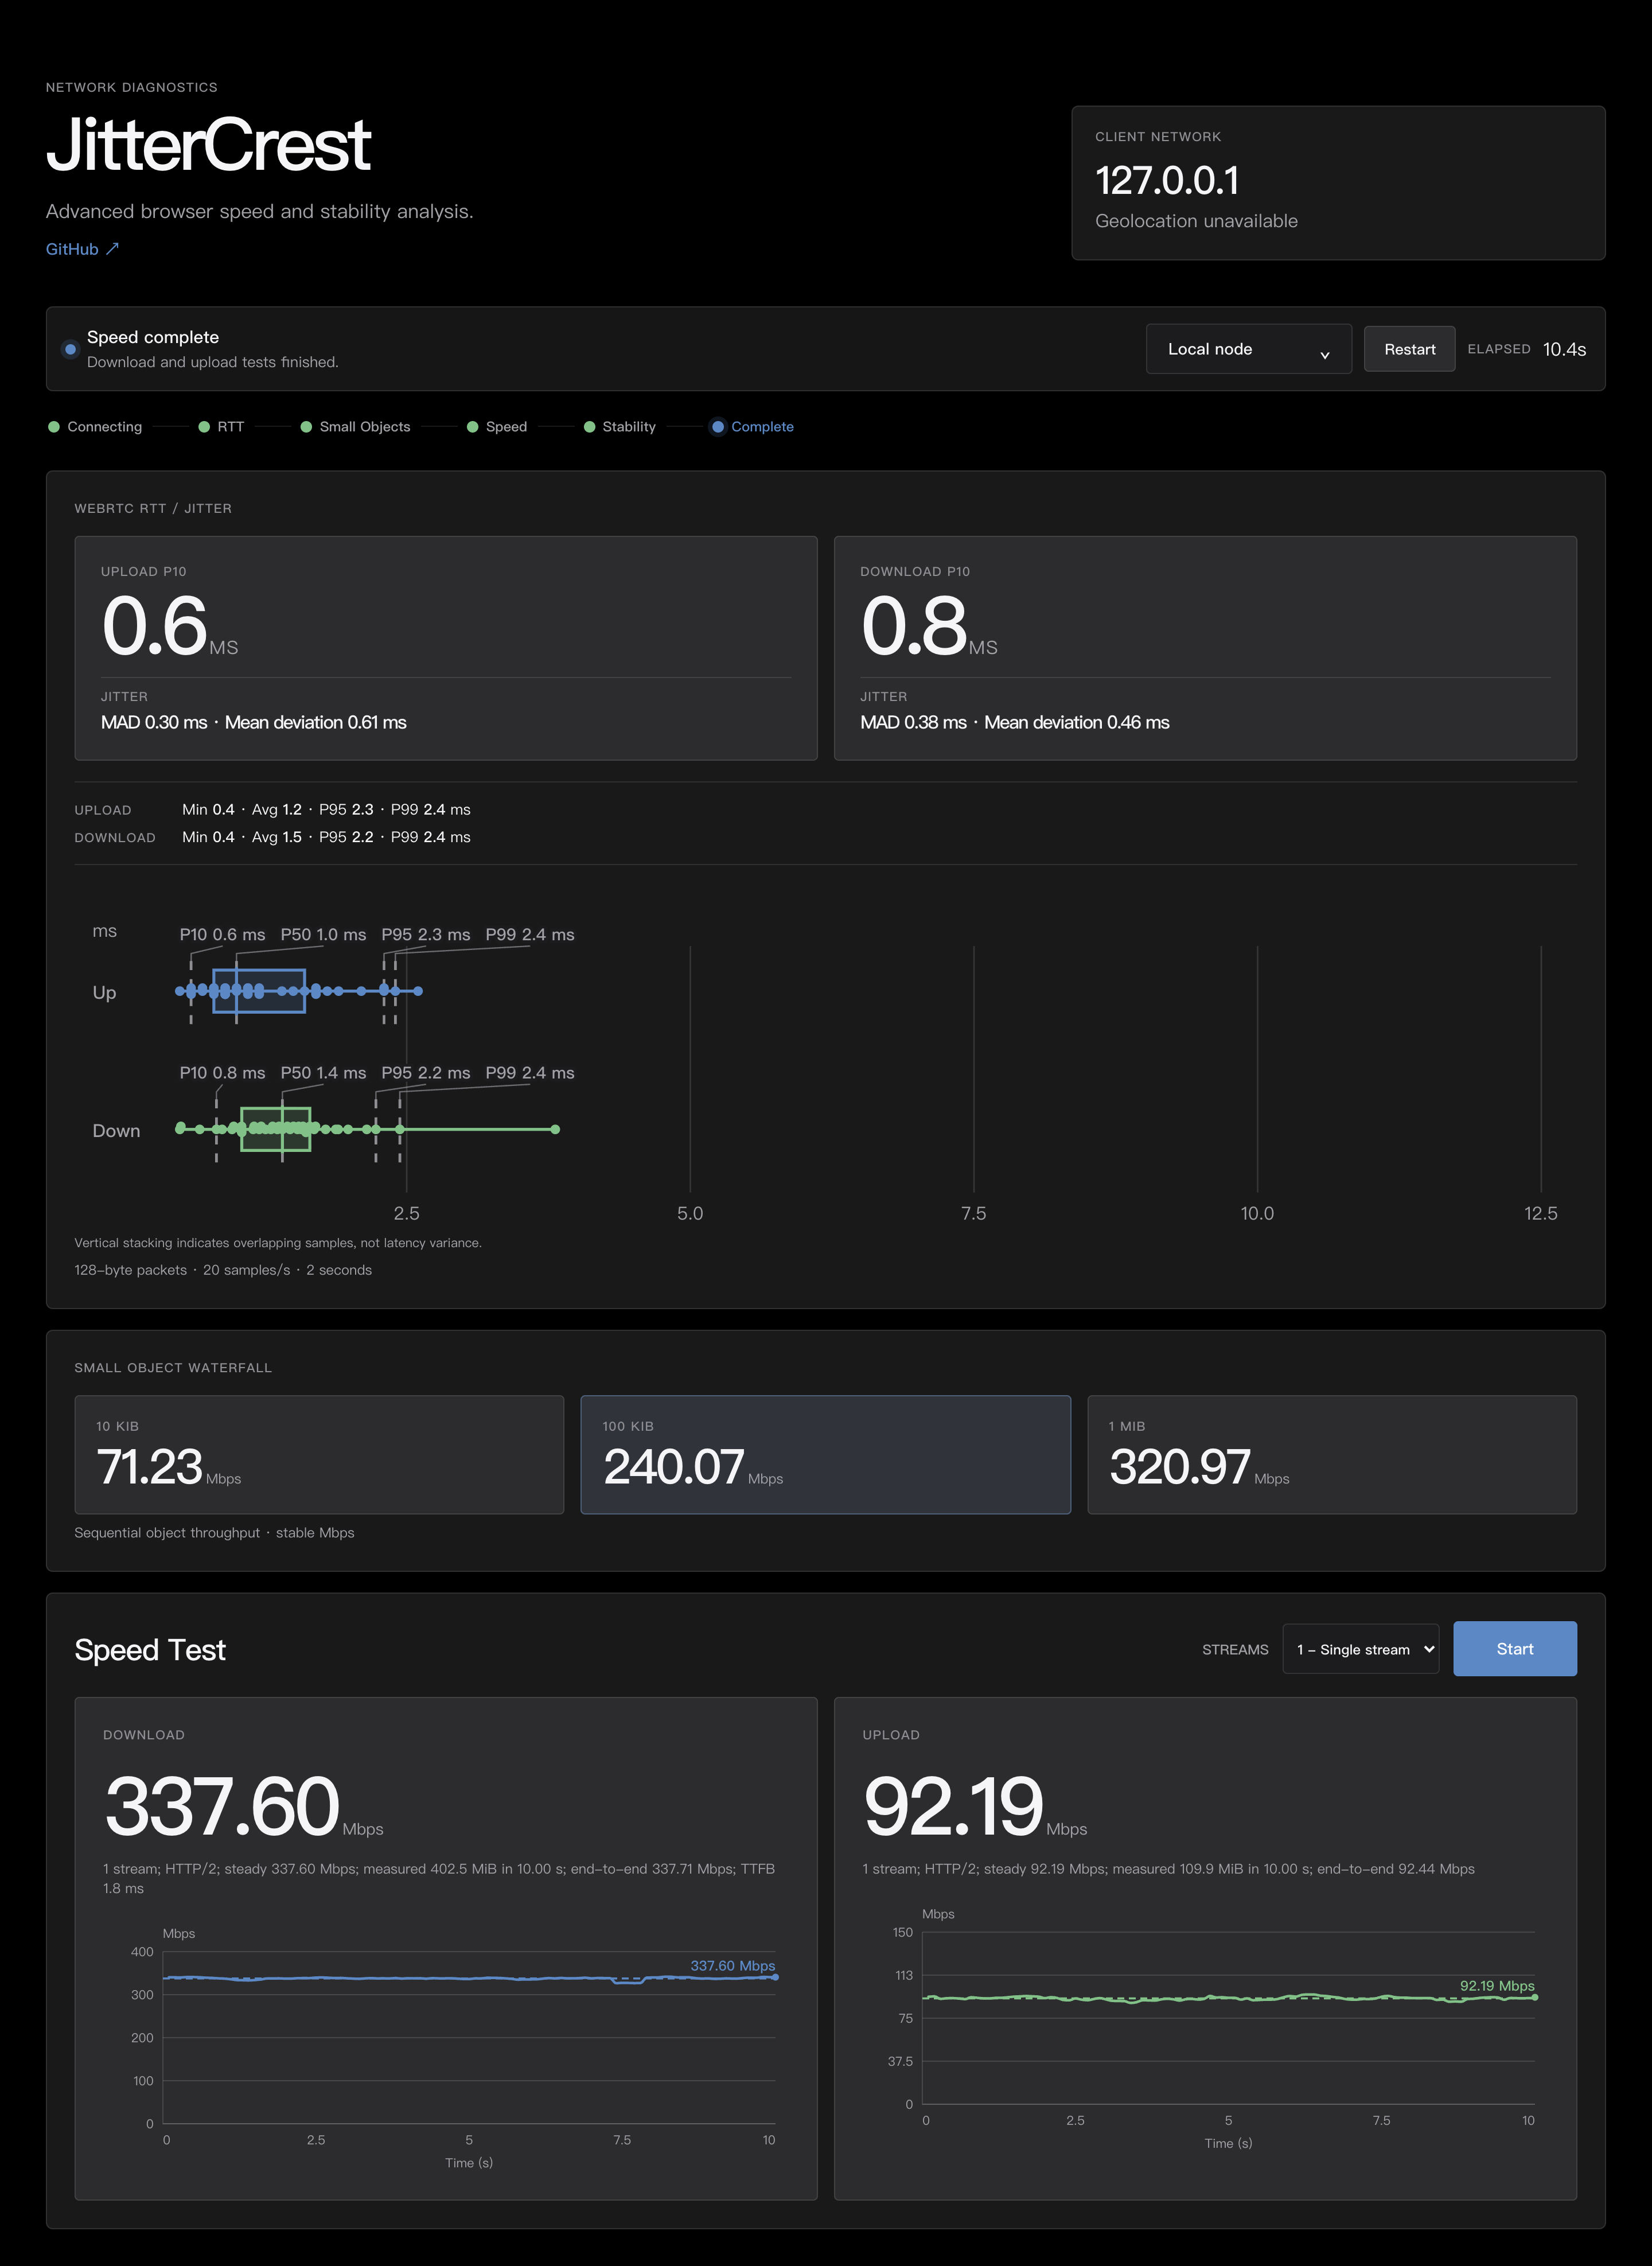 NETWORK DIAGNOSTICS
JitterCrest
Advanced browser speed and stability analysis.
GitHub ↗
CLIENT NETWORK
127.0.0.1
Geolocation unavailable
Speed complete
Download and upload tests finished.
Local node
Restart
ELAPSED 10.4s
Connecting RTT Small Objects Speed Stability Complete
WEBRTC RTT / JITTER
UPLOAD P10
0.6 MS
JITTER
MAD 0.30 ms · Mean deviation 0.61 ms
DOWNLOAD P10
0.8 MS
JITTER
MAD 0.38 ms · Mean deviation 0.46 ms
UPLOAD Min 0.4 · Avg 1.2 · P95 2.3 · P99 2.4 ms
DOWNLOAD Min 0.4 · Avg 1.5 · P95 2.2 · P99 2.4 ms
ms
P10 0.6 ms P50 1.0 ms P95 2.3 ms P99 2.4 ms
Up
P10 0.8 ms P50 1.4 ms P95 2.2 ms P99 2.4 ms
Down
2.5 5.0 7.5 10.0 12.5
Vertical stacking indicates overlapping samples, not latency variance.
128-byte packets · 20 samples/s · 2 seconds
SMALL OBJECT WATERFALL
10 KIB
71.23 Mbps
100 KIB
240.07 Mbps
1 MIB
320.97 Mbps
Sequential object throughput · stable Mbps
Speed Test
STREAMS
1 – Single stream
Start
DOWNLOAD
337.60 Mbps
1 stream; HTTP/2; steady 337.60 Mbps; measured 402.5 MiB in 10.00 s; end-to-end 337.71 Mbps; TTFB
1.8 ms
Mbps
400
337.60 Mbps
300
200
100
0
0 2.5 5 7.5 10
Time (s)
UPLOAD
92.19 Mbps
1 stream; HTTP/2; steady 92.19 Mbps; measured 109.9 MiB in 10.00 s; end-to-end 92.44 Mbps
Mbps
150
113
92.19 Mbps
75
37.5
0
0 2.5 5 7.5 10
Time (s)